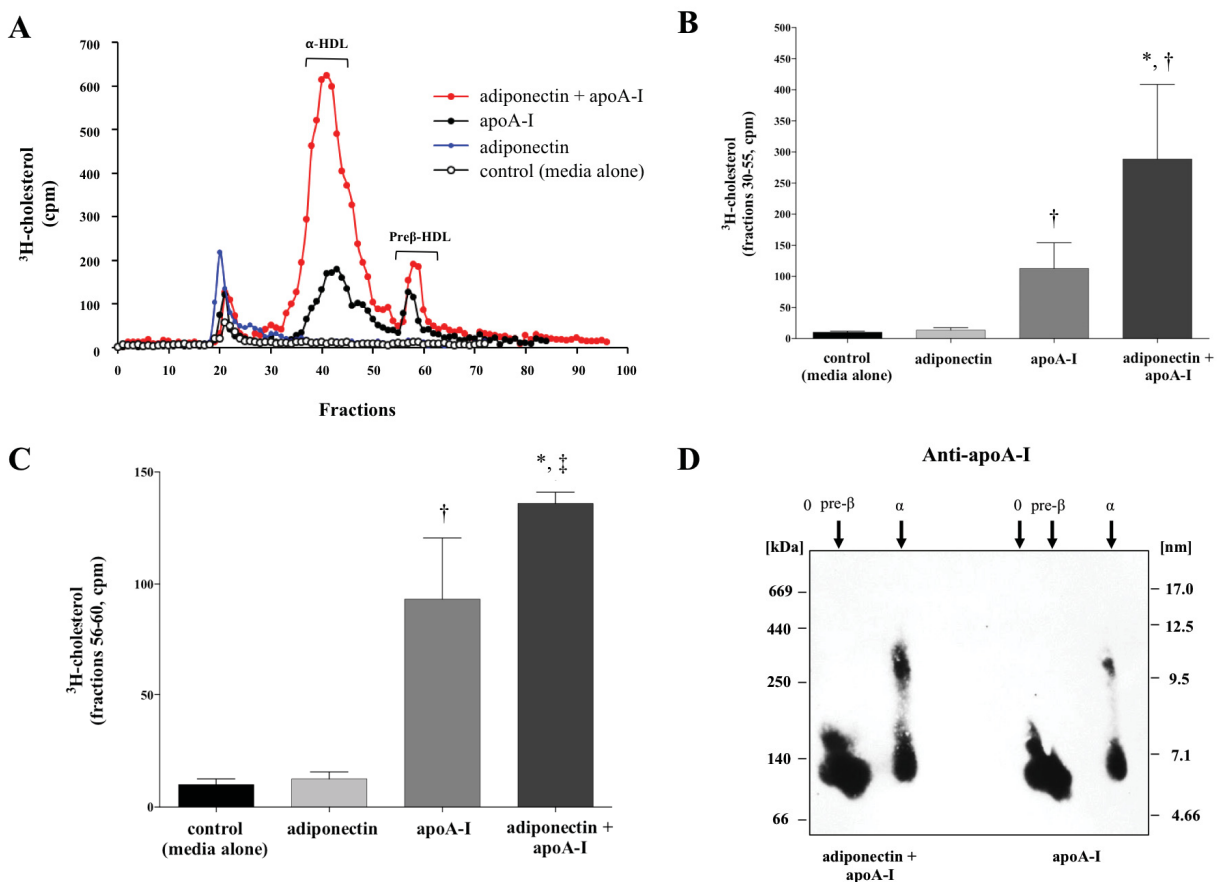 A
700
600
500
400
300
200
100
0
³H-cholesterol
(cpm)
α-HDL
Preβ-HDL
adiponectin + apoA-I
apoA-I
adiponectin
control (media alone)
0 10 20 30 40 50 60 70 80 90 100
Fractions
B
500
450
400
350
300
250
200
150
100
50
0
³H-cholesterol
(fractions 30-55, cpm)
†
*, †
control
(media alone)
adiponectin
apoA-I
adiponectin +
apoA-I
C
150
100
50
0
³H-cholesterol
(fractions 56-60, cpm)
†
*, ‡
control
(media alone)
adiponectin
apoA-I
adiponectin +
apoA-I
D
Anti-apoA-I
0 pre-β α 0 pre-β α
[kDa] [nm]
669
440
250
140
66
17.0
12.5
9.5
7.1
4.66
adiponectin +
apoA-I
apoA-I